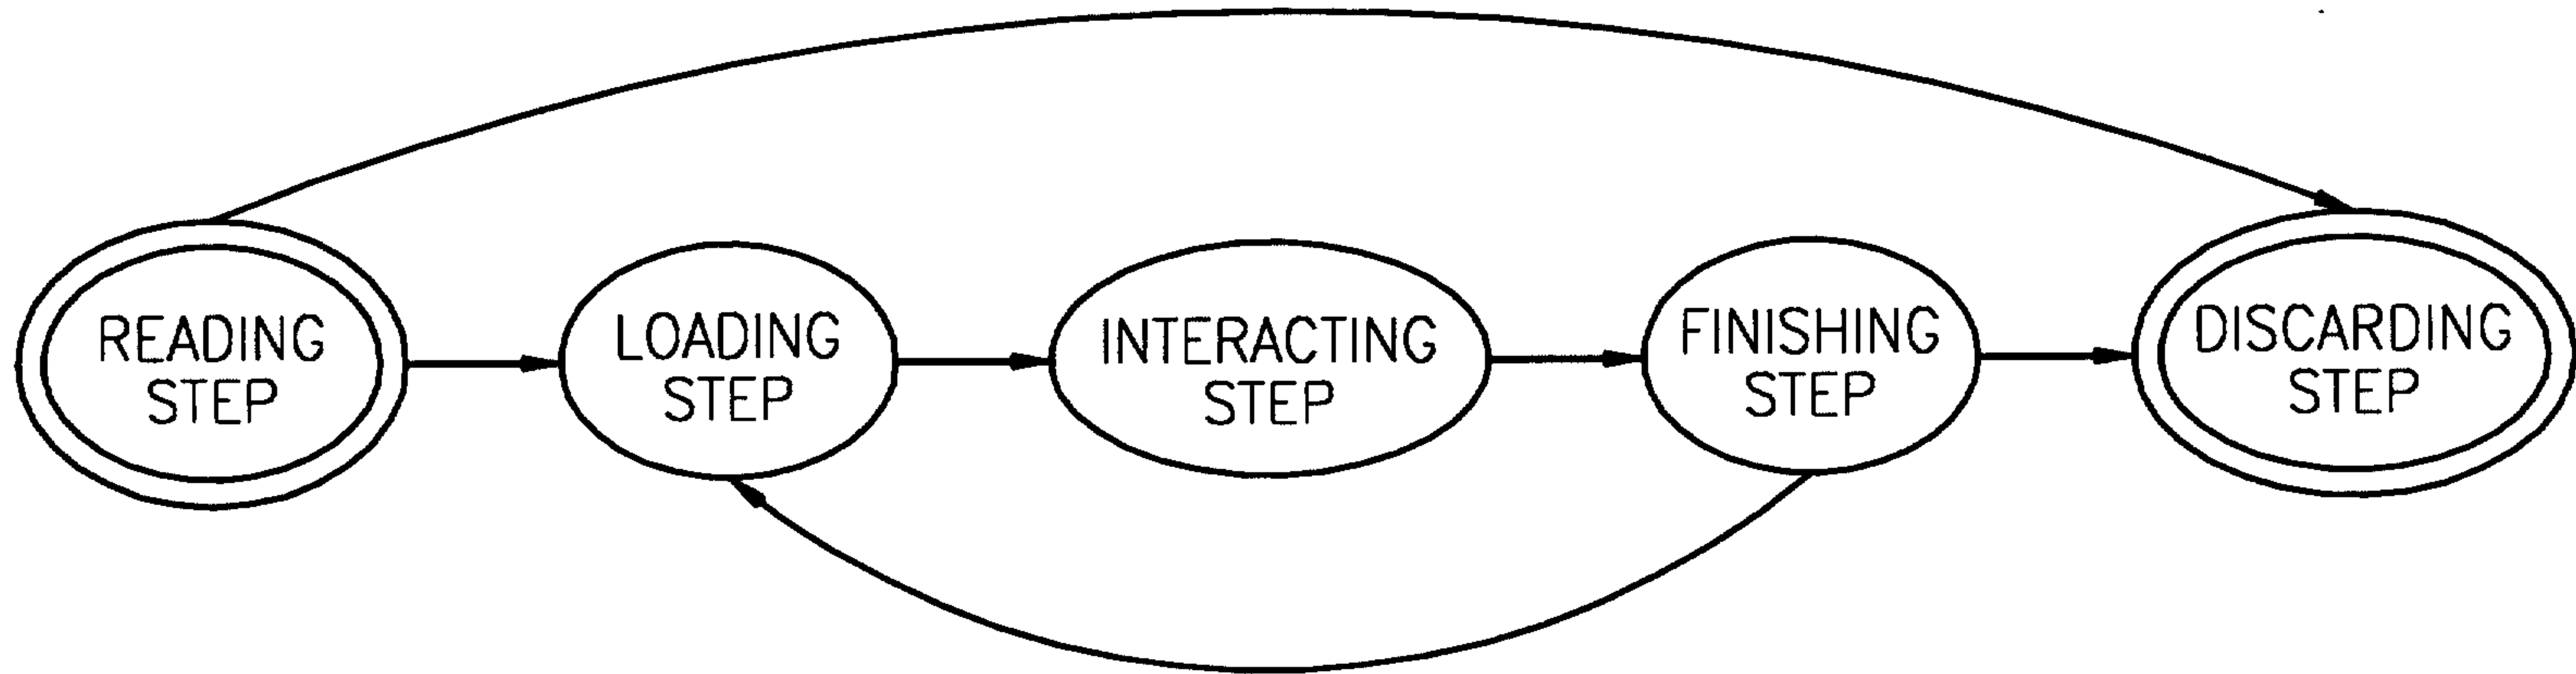 READING
STEP
LOADING
STEP
INTERACTING
STEP
FINISHING
STEP
DISCARDING
STEP